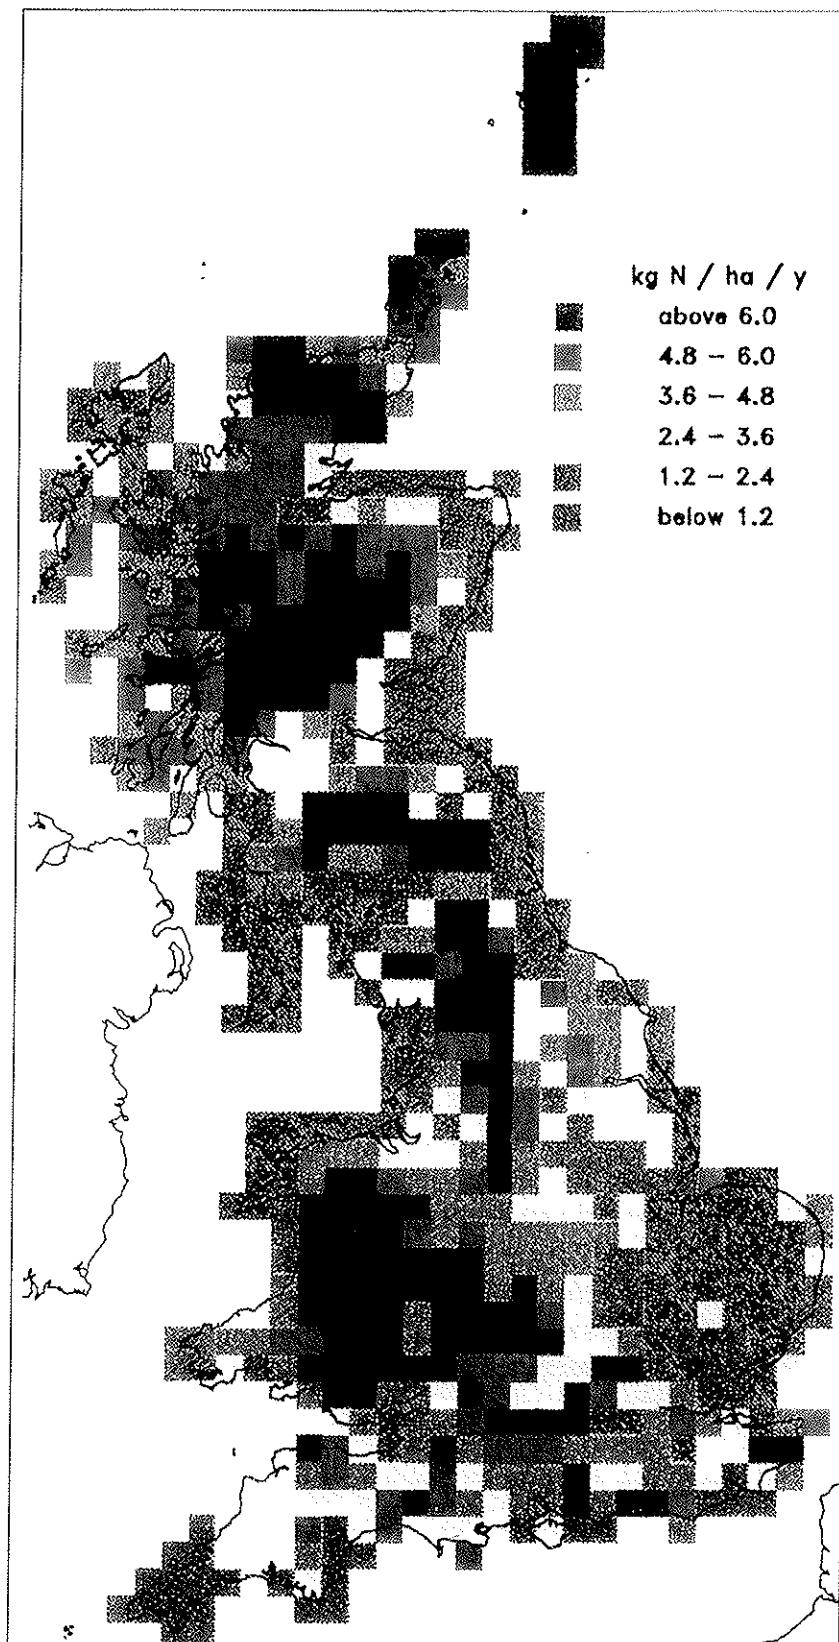 kg N / ha / y
above 6.0
4.8 – 6.0
3.6 – 4.8
2.4 – 3.6
1.2 – 2.4
below 1.2